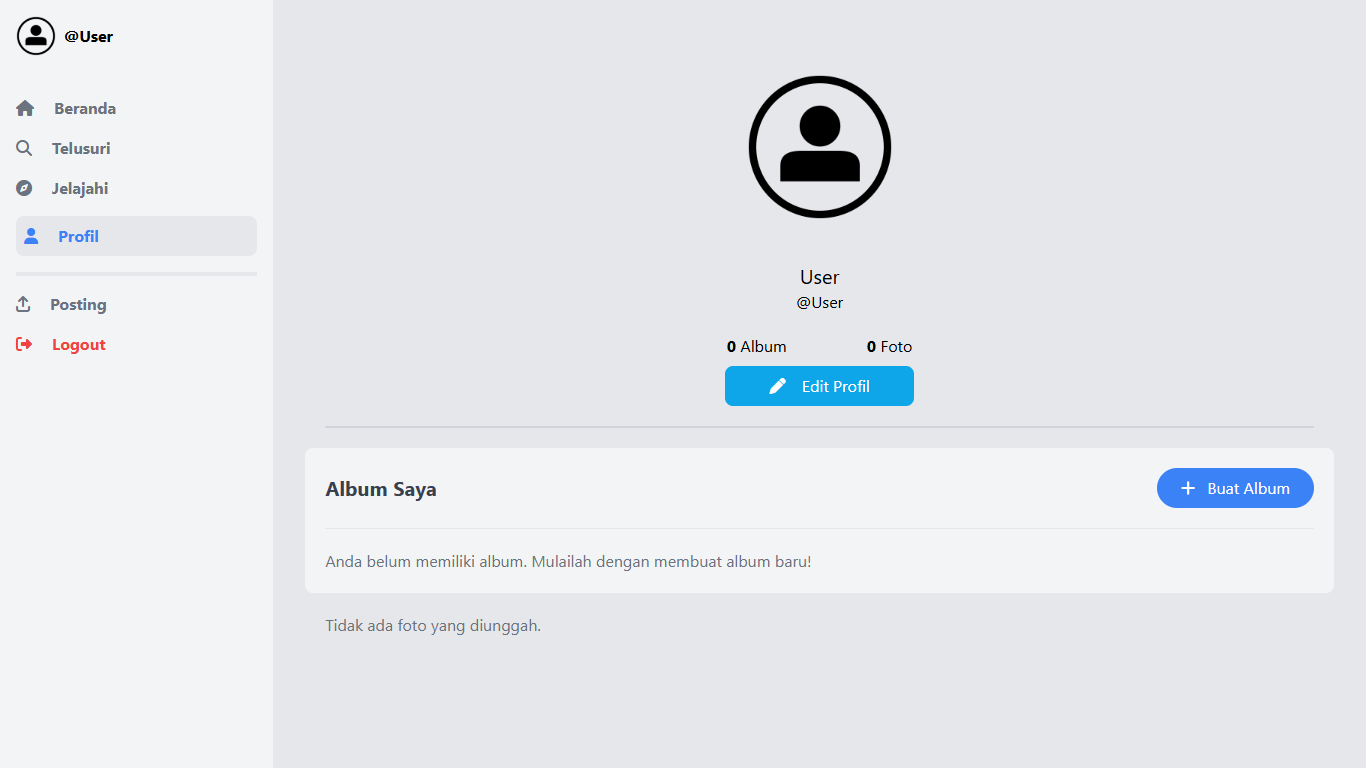 @User
Beranda
Telusuri
Jelajahi
Profil
Posting
Logout
User
@User
0 Album 0 Foto
Edit Profil
Album Saya
Buat Album
Anda belum memiliki album. Mulailah dengan membuat album baru!
Tidak ada foto yang diunggah.